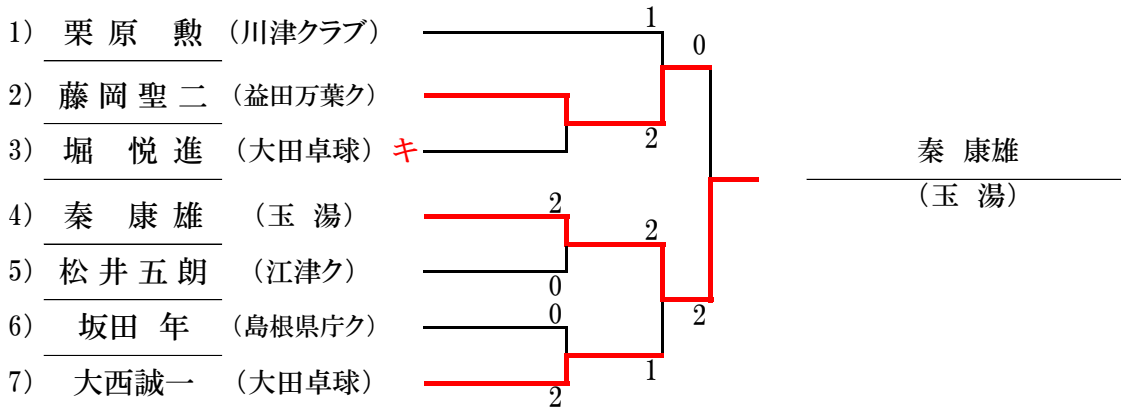 1) 栗原 勲 (川津クラブ)
1
0
2) 藤岡聖二 (益田万葉ク)
2
3) 堀 悦進 (大田卓球) キ
秦 康雄
(玉 湯)
4) 秦 康雄 (玉 湯)
2
2
5) 松井五朗 (江津ク)
0
0
2
6) 坂田 年 (島根県庁ク)
1
7) 大西誠一 (大田卓球)
2